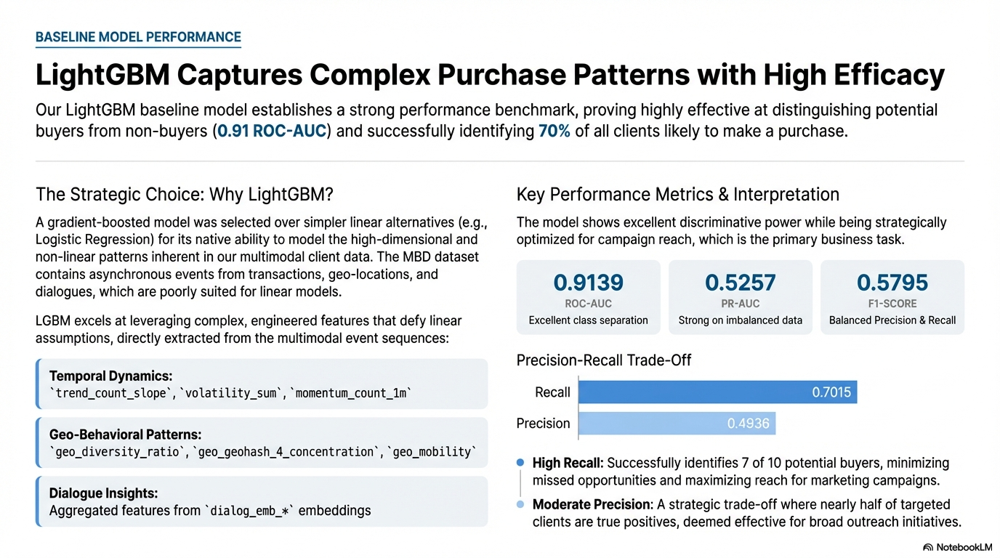 BASELINE MODEL PERFORMANCE
LightGBM Captures Complex Purchase Patterns with High Efficacy
Our LightGBM baseline model establishes a strong performance benchmark, proving highly effective at distinguishing potential
buyers from non-buyers (0.91 ROC-AUC) and successfully identifying 70% of all clients likely to make a purchase.
The Strategic Choice: Why LightGBM?
A gradient-boosted model was selected over simpler linear alternatives (e.g.,
Logistic Regression) for its native ability to model the high-dimensional and
non-linear patterns inherent in our multimodal client data. The MBD dataset
contains asynchronous events from transactions, geo-locations, and
dialogues, which are poorly suited for linear models.
LGBM excels at leveraging complex, engineered features that defy linear
assumptions, directly extracted from the multimodal event sequences:
Temporal Dynamics:
`trend_count_slope`, `volatility_sum`, `momentum_count_1m`
Geo-Behavioral Patterns:
`geo_diversity_ratio`, `geo_geohash_4_concentration`, `geo_mobility`
Dialogue Insights:
Aggregated features from `dialog_emb_*` embeddings
Key Performance Metrics & Interpretation
The model shows excellent discriminative power while being strategically
optimized for campaign reach, which is the primary business task.
0.9139
ROC-AUC
Excellent class separation
0.5257
PR-AUC
Strong on imbalanced data
0.5795
F1-SCORE
Balanced Precision & Recall
Precision-Recall Trade-Off
Recall 0.7015
Precision 0.4936
High Recall: Successfully identifies 7 of 10 potential buyers, minimizing
missed opportunities and maximizing reach for marketing campaigns.
Moderate Precision: A strategic trade-off where nearly half of targeted
clients are true positives, deemed effective for broad outreach initiatives.
NotebookLM